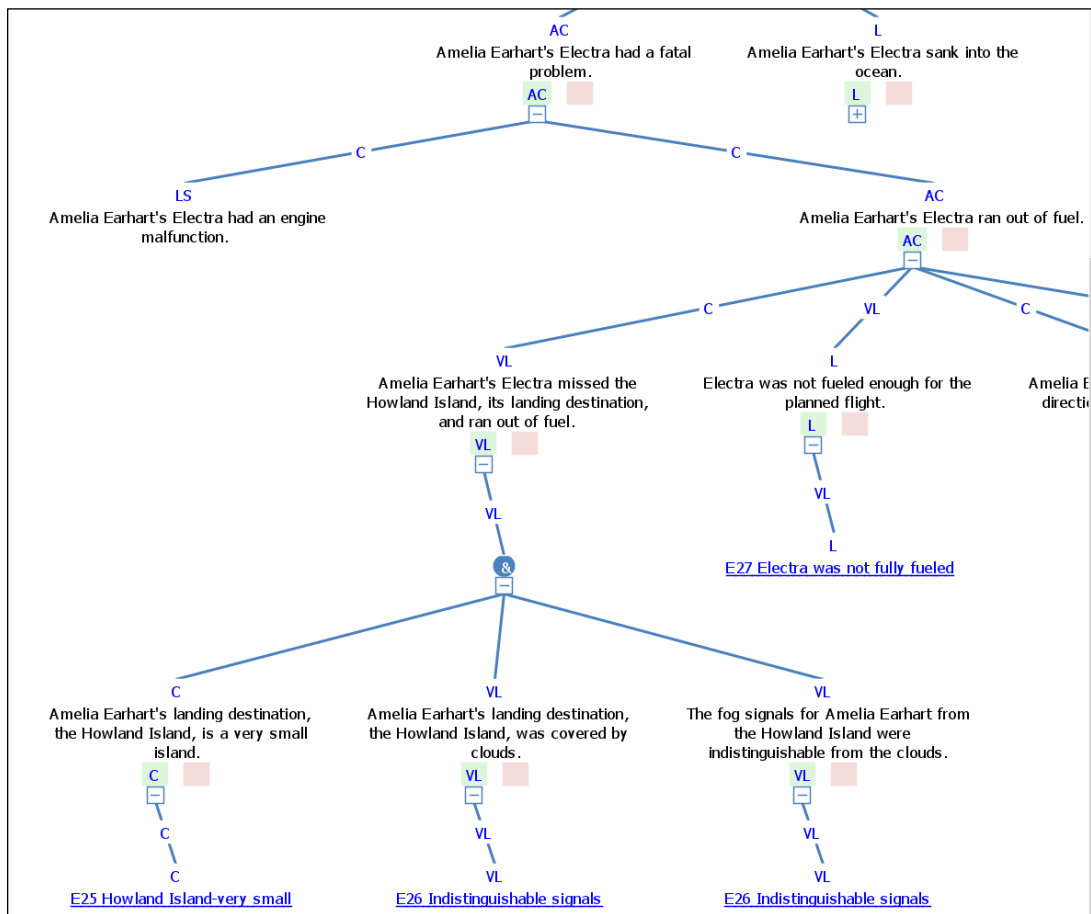 AC
L
Amelia Earhart's Electra had a fatal
problem.
Amelia Earhart's Electra sank into the
ocean.
AC
L
C
C
LS
AC
Amelia Earhart's Electra had an engine
malfunction.
Amelia Earhart's Electra ran out of fuel.
AC
C
VL
C
VL
L
Amelia Earhart's Electra missed the
Howland Island, its landing destination,
and ran out of fuel.
Electra was not fueled enough for the
planned flight.
Amelia E
directio
VL
L
VL
VL
L
&
E27 Electra was not fully fueled
C
VL
VL
Amelia Earhart's landing destination,
the Howland Island, is a very small
island.
Amelia Earhart's landing destination,
the Howland Island, was covered by
clouds.
The fog signals for Amelia Earhart from
the Howland Island were
indistinguishable from the clouds.
C
VL
VL
C
VL
VL
C
VL
VL
E25 Howland Island-very small
E26 Indistinguishable signals
E26 Indistinguishable signals